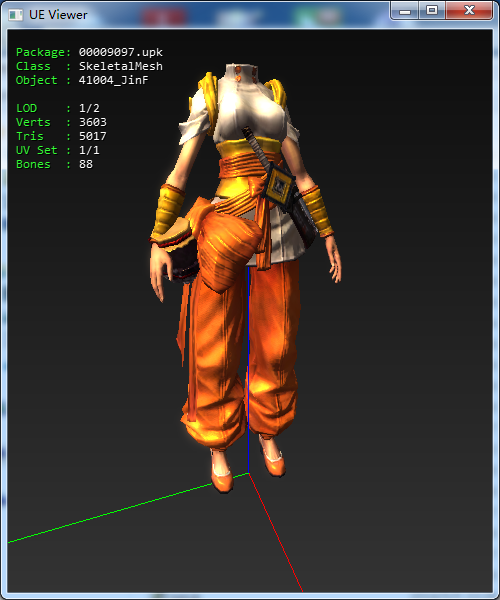 UE Viewer
Package: 00009097.upk
Class : SkeletalMesh
Object : 41004_JinF
LOD : 1/2
Verts : 3603
Tris : 5017
UV Set : 1/1
Bones : 88